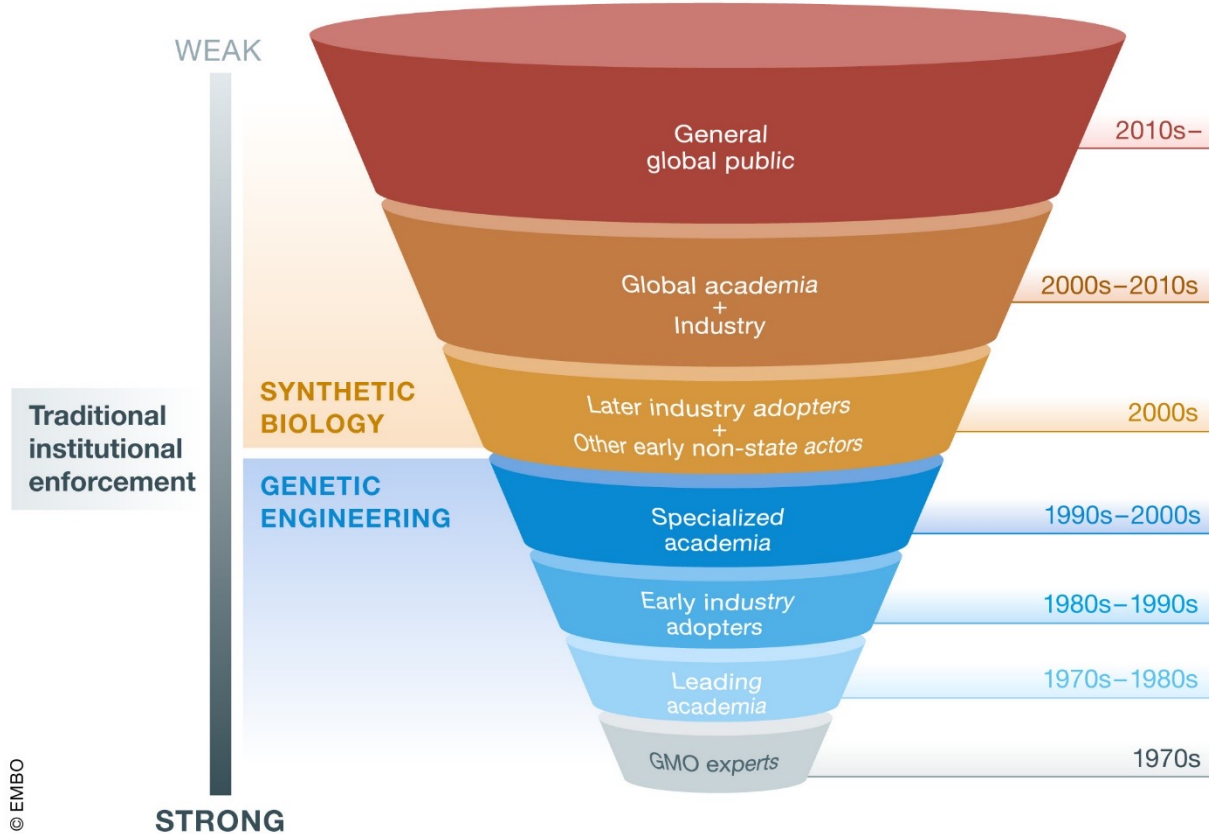 WEAK
General
global public
2010s–
Global academia
+
Industry
2000s–2010s
SYNTHETIC
BIOLOGY
Later industry adopters
+
Other early non-state actors
2000s
Traditional
institutional
enforcement
GENETIC
ENGINEERING
Specialized
academia
1990s–2000s
Early industry
adopters
1980s–1990s
Leading
academia
1970s–1980s
GMO experts
1970s
STRONG
© EMBO